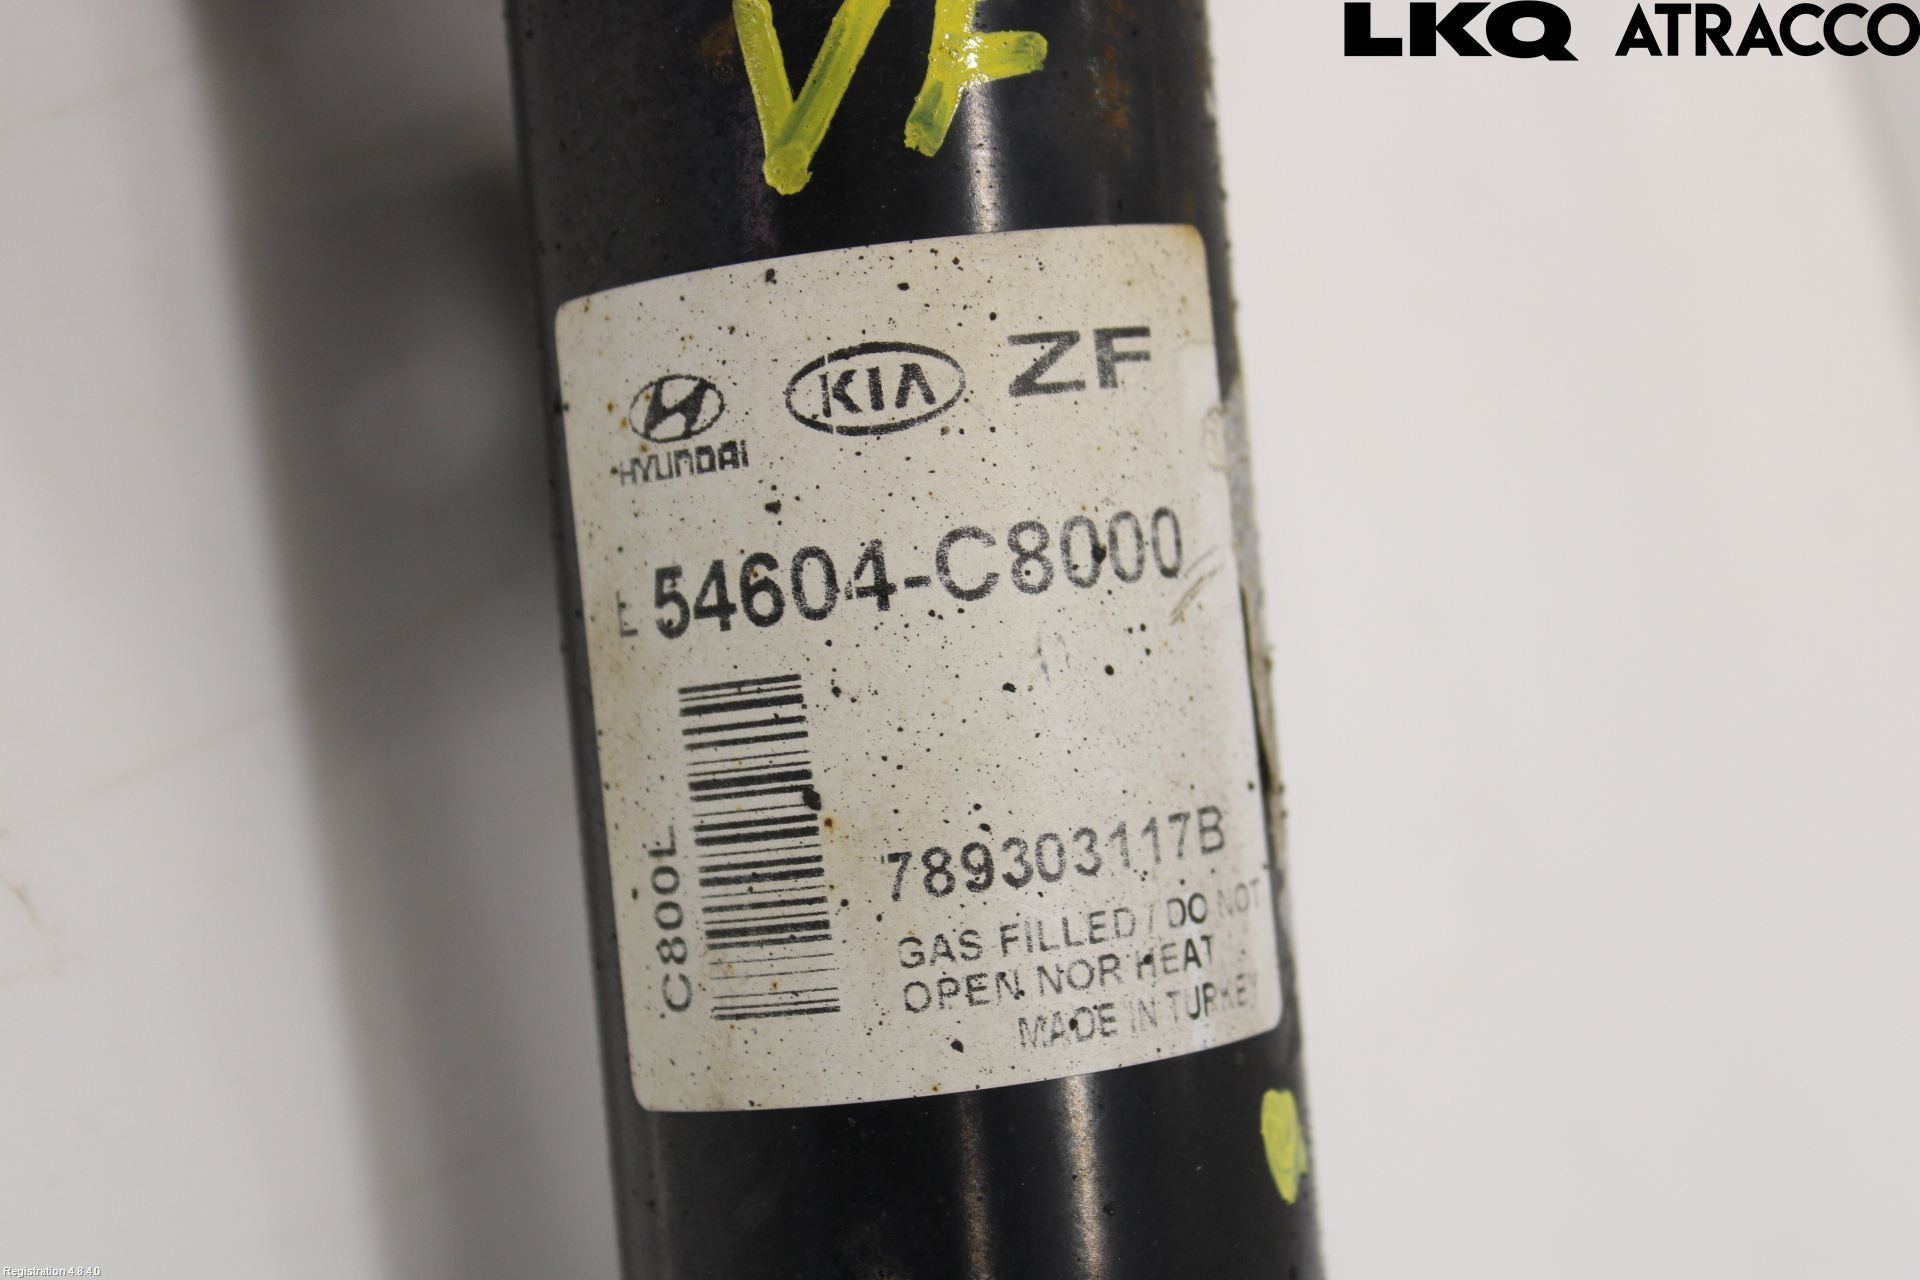 LKQ ATRACCO
VF
HYUNDAI KIA ZF
L 54604-C8000
C800L
789303117B
GAS FILLED / DO NOT
OPEN NOR HEAT
MADE IN TURKEY
Registration 4.8.4.0